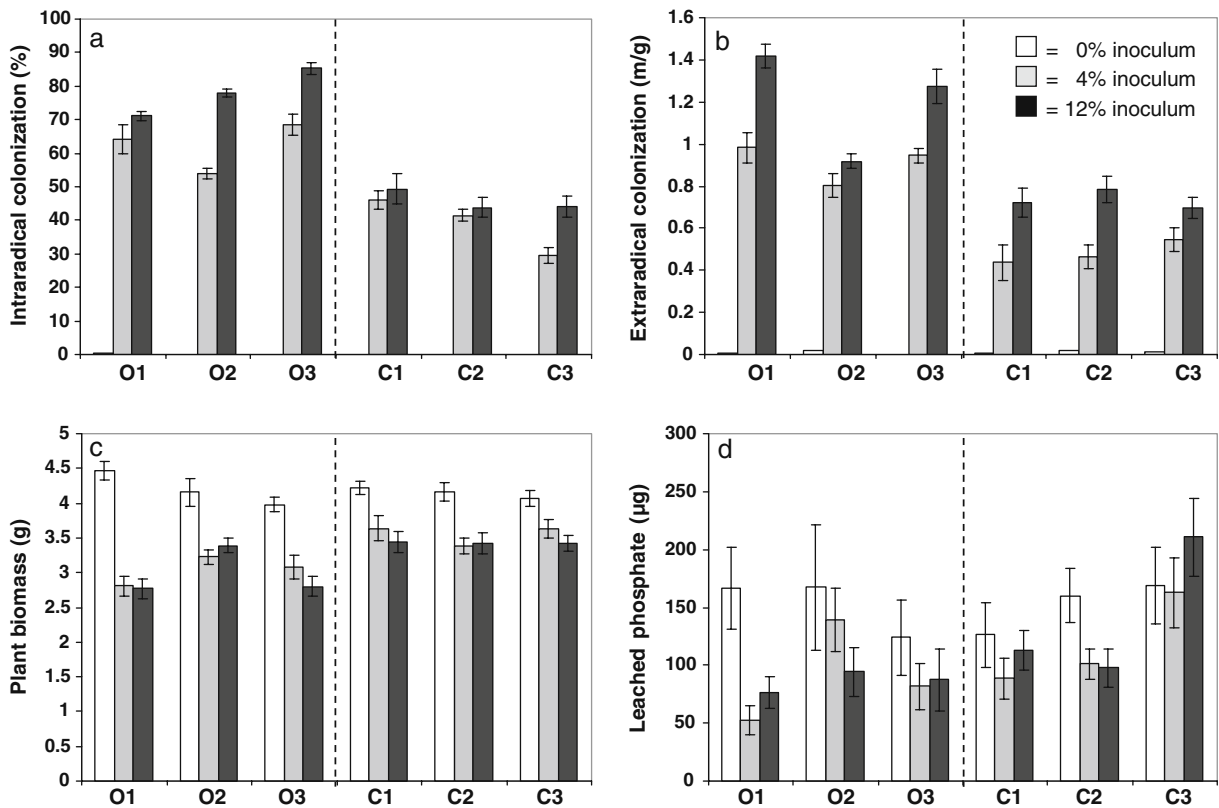 a
Intraradical colonization (%)
100
90
80
70
60
50
40
30
20
10
0
O1 O2 O3 C1 C2 C3
b
Extraradical colonization (m/g)
1.6
1.4
1.2
1
0.8
0.6
0.4
0.2
0
= 0% inoculum
= 4% inoculum
= 12% inoculum
O1 O2 O3 C1 C2 C3
c
Plant biomass (g)
5
4.5
4
3.5
3
2.5
2
1.5
1
0.5
0
O1 O2 O3 C1 C2 C3
d
Leached phosphate (µg)
300
250
200
150
100
50
0
O1 O2 O3 C1 C2 C3